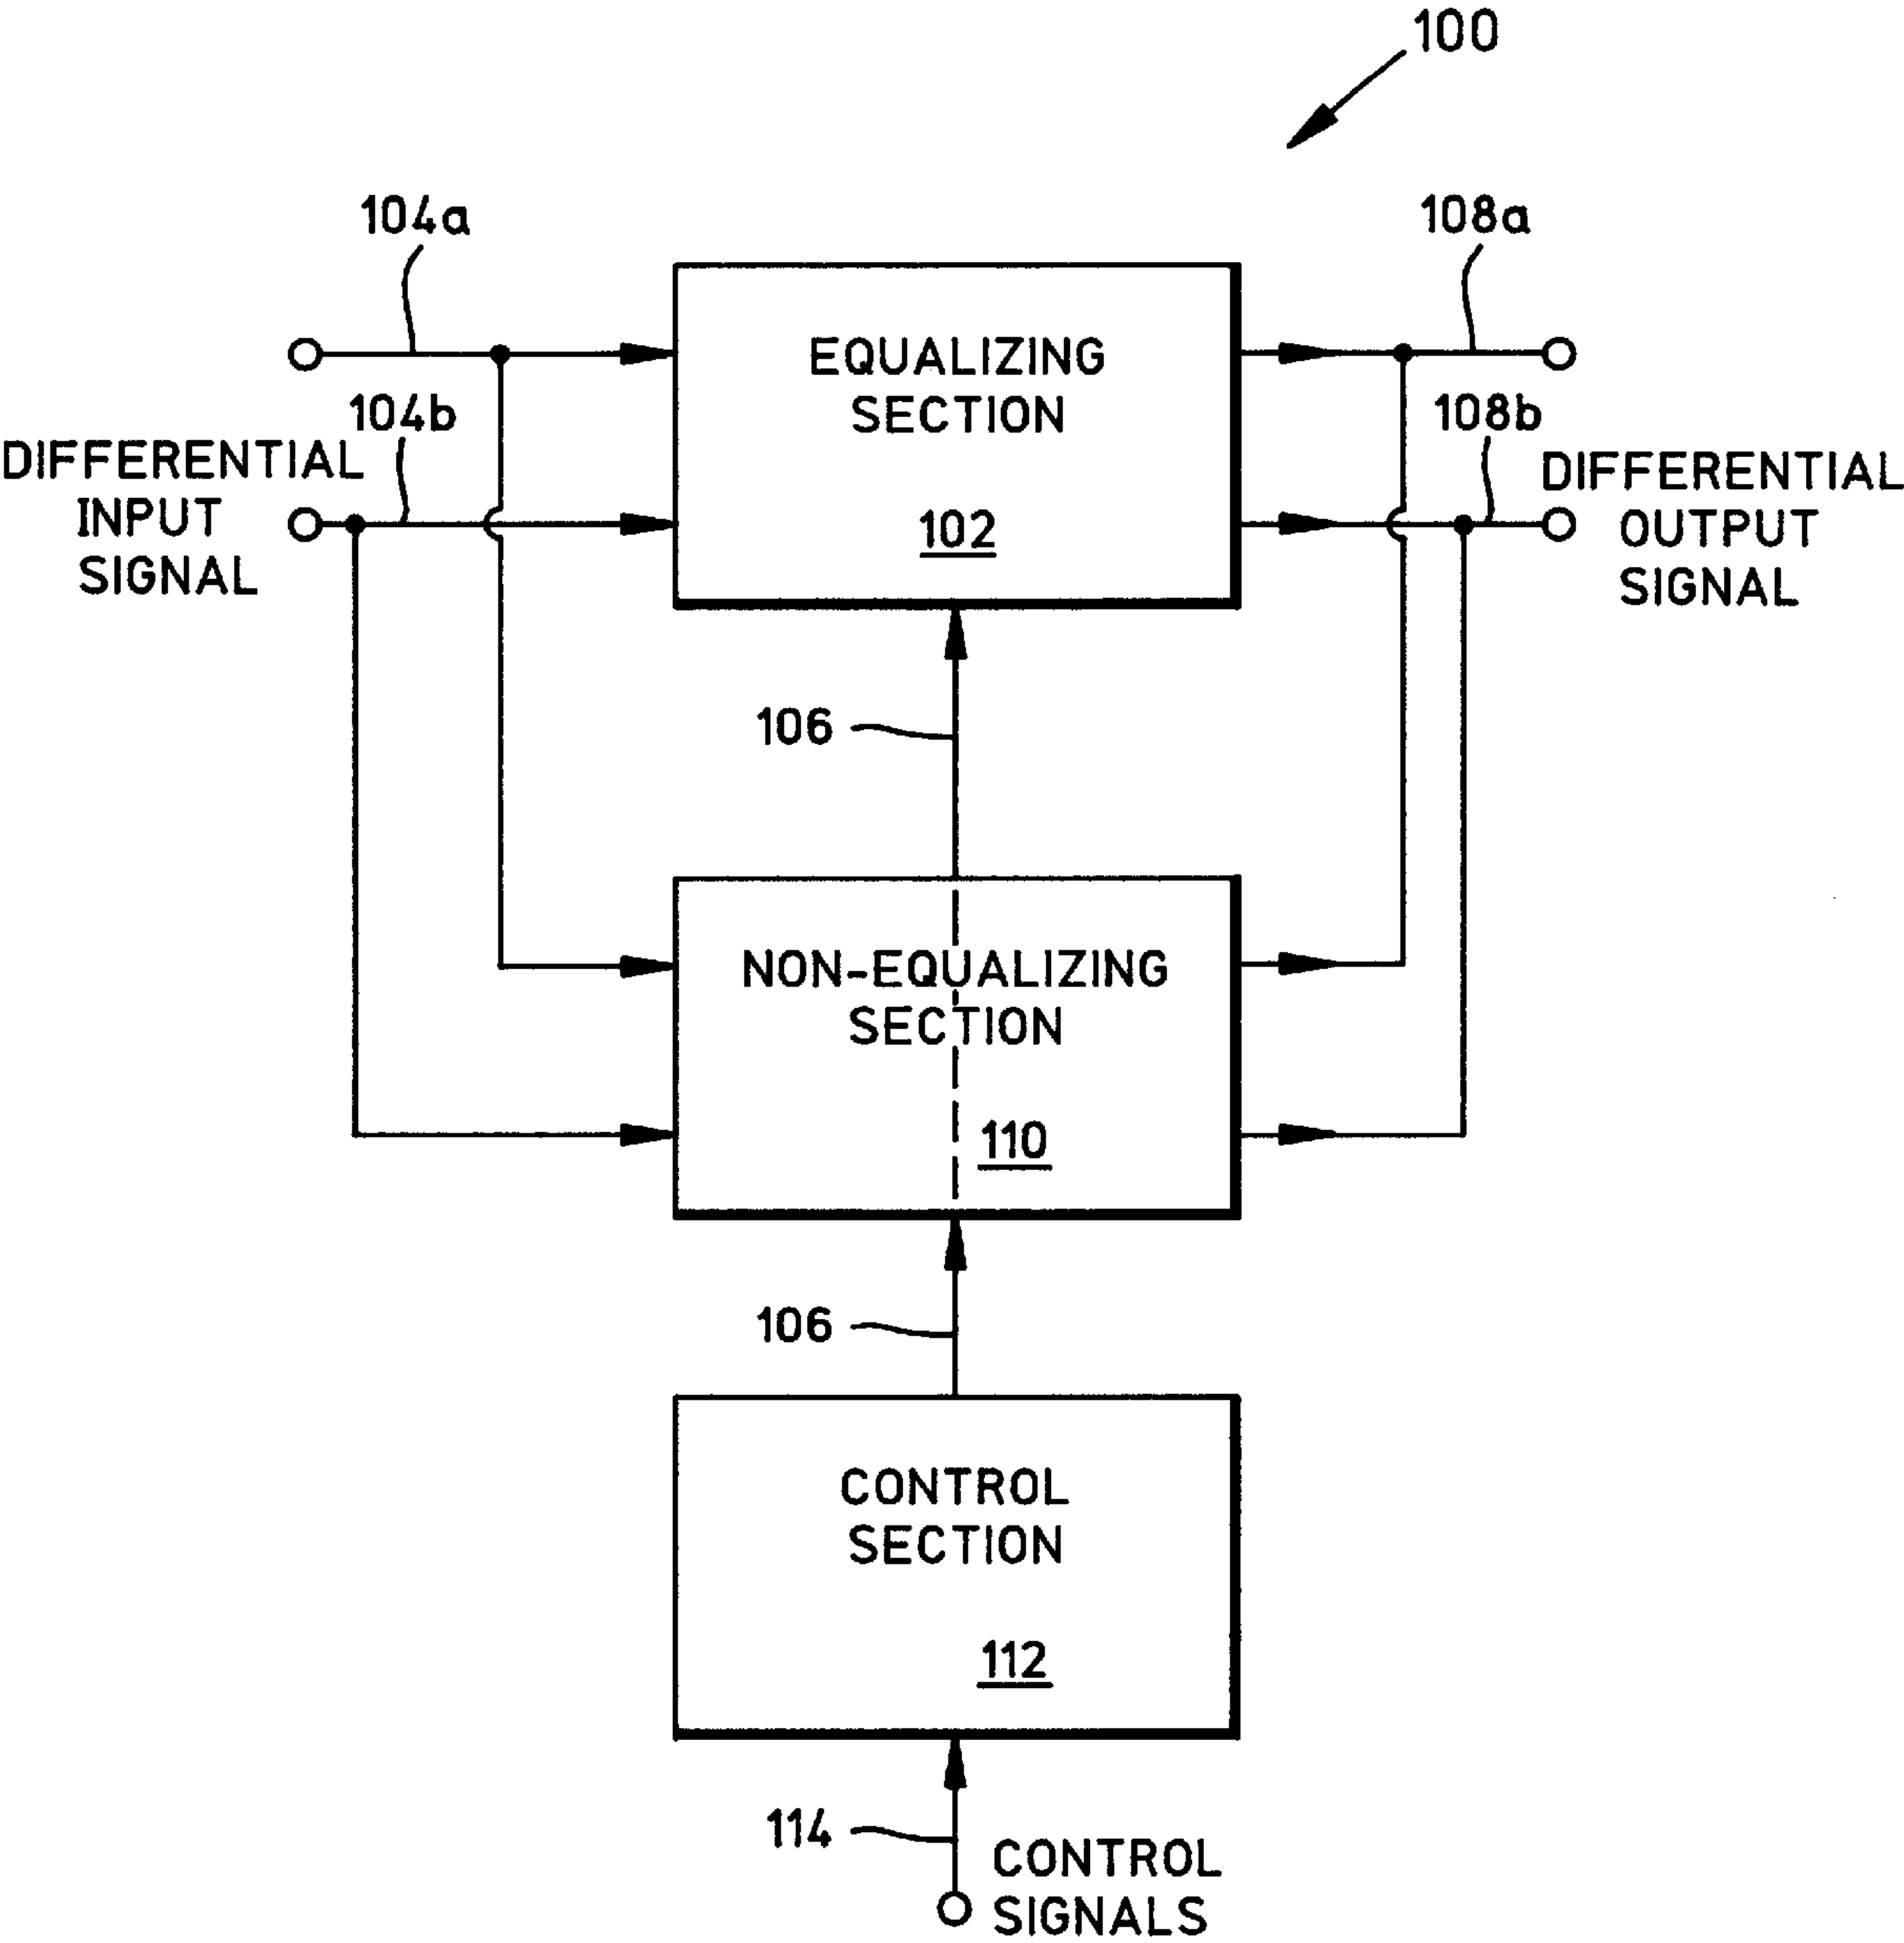 100
104a
108a
EQUALIZING
SECTION
102
104b
108b
DIFFERENTIAL
INPUT
SIGNAL
DIFFERENTIAL
OUTPUT
SIGNAL
106
NON-EQUALIZING
SECTION
110
106
CONTROL
SECTION
112
114
CONTROL
SIGNALS